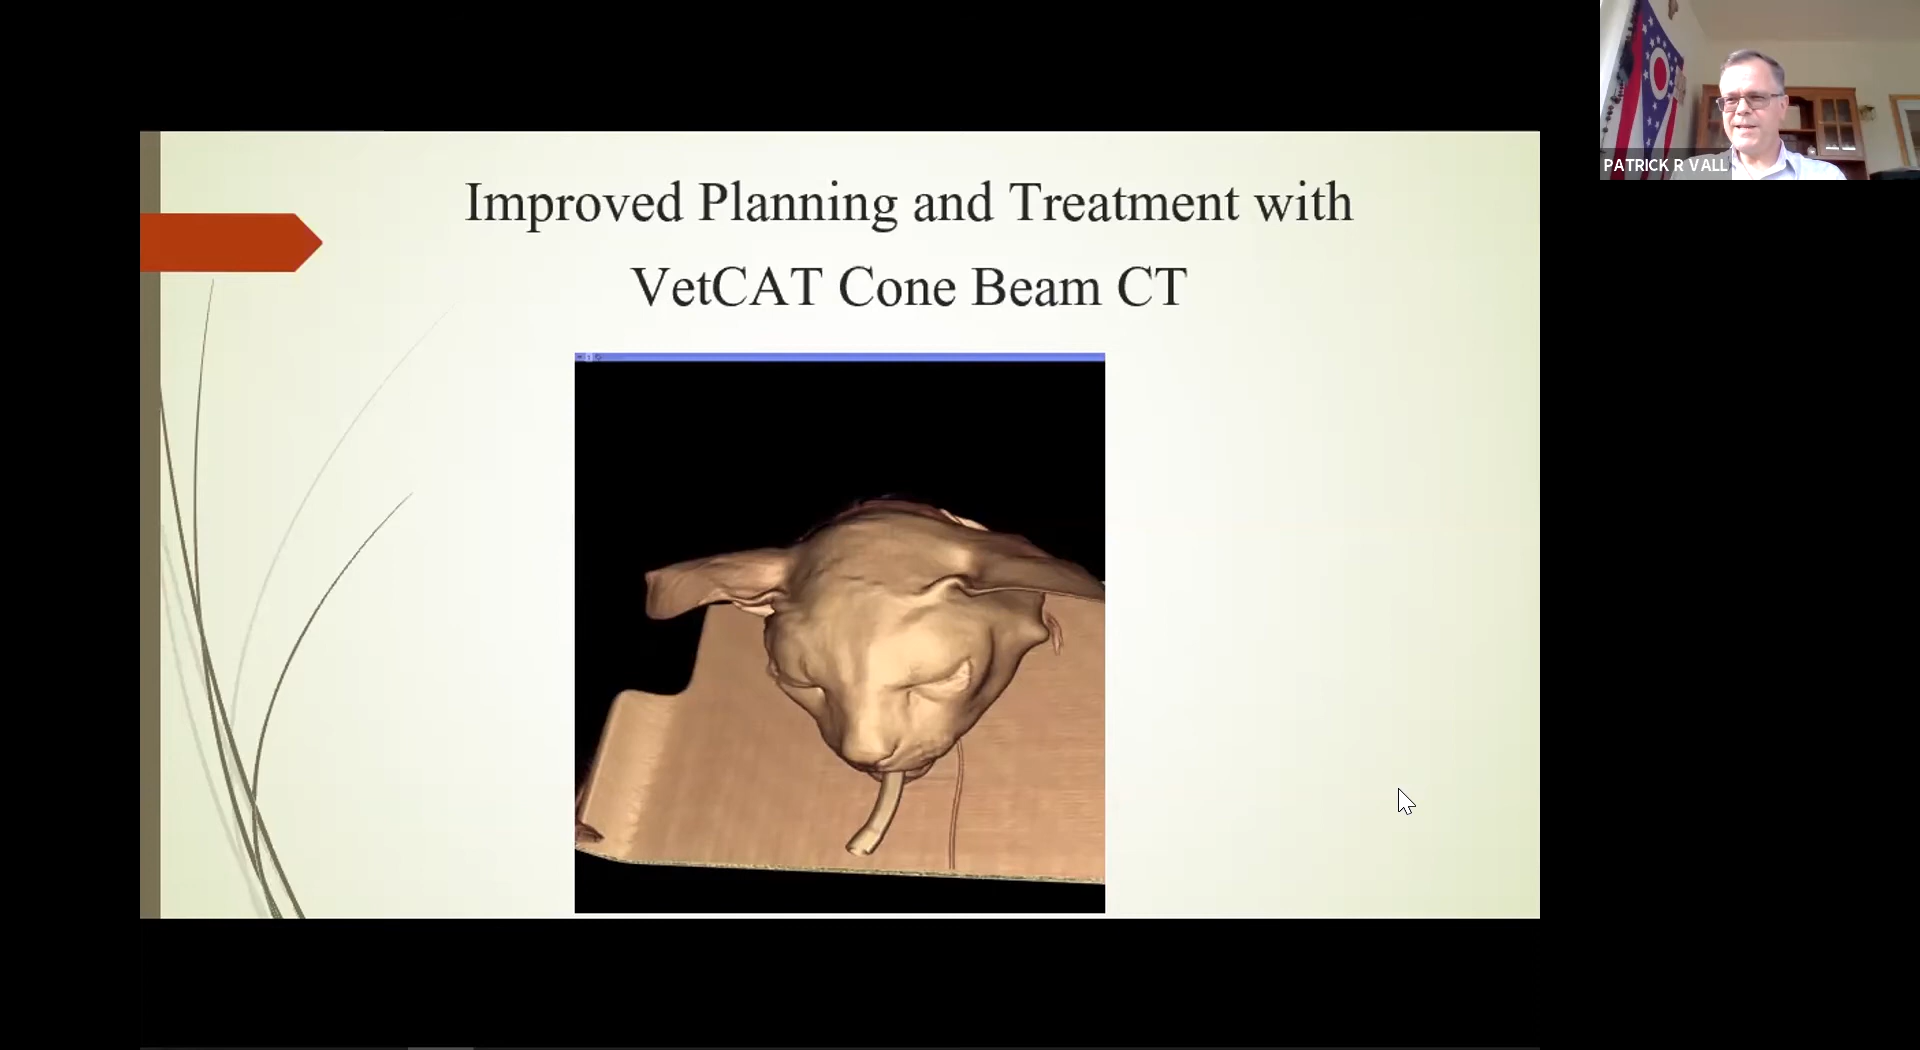 Improved Planning and Treatment with
VetCAT Cone Beam CT
PATRICK R VALL